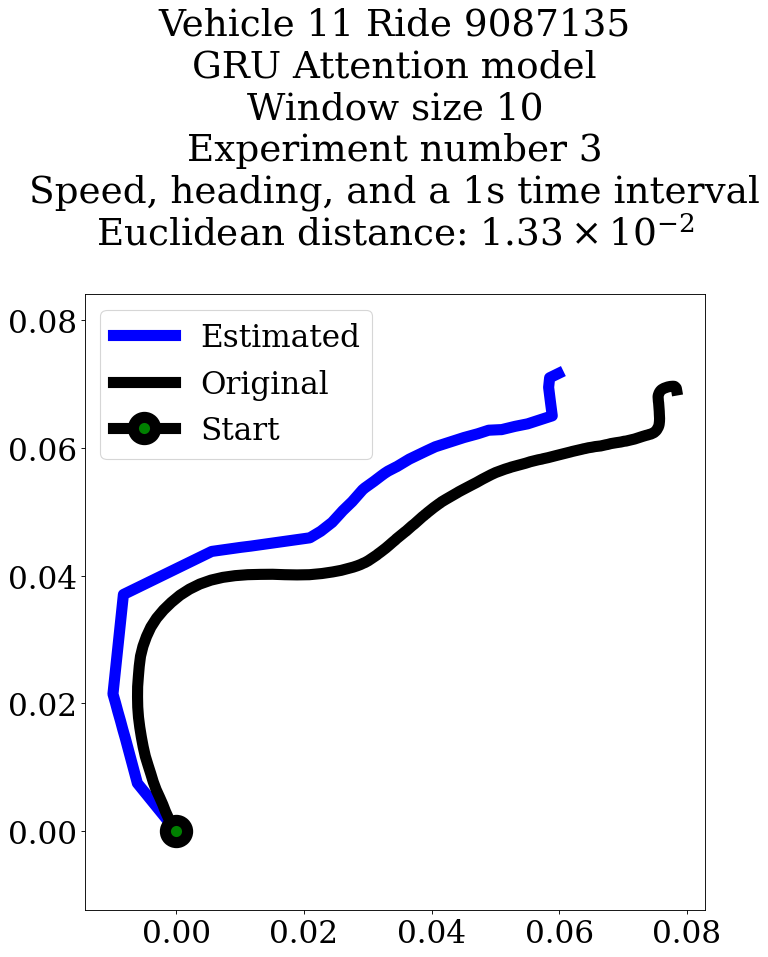 Vehicle 11 Ride 9087135
GRU Attention model
Window size 10
Experiment number 3
Speed, heading, and a 1s time interval
Euclidean distance: 1.33 × 10⁻²
0.08
0.06
0.04
0.02
0.00
Estimated
Original
Start
0.00 0.02 0.04 0.06 0.08